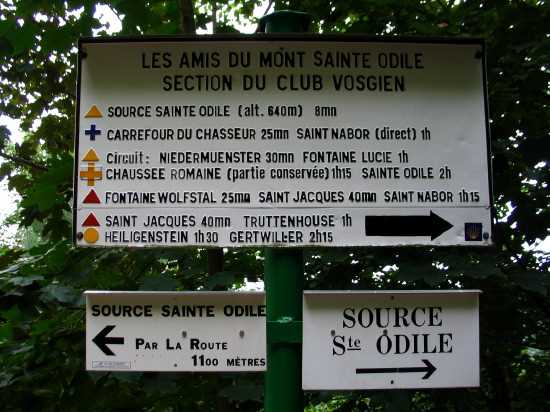 LES AMIS DU MONT SAINTE ODILE
SECTION DU CLUB VOSGIEN
SOURCE SAINTE ODILE (alt. 640m) 8mn
CARREFOUR DU CHASSEUR 25mn SAINT NABOR (direct) 1h
Circuit: NIEDERMUENSTER 30mn FONTAINE LUCIE 1h
CHAUSSEE ROMAINE (partie conservée) 1h15 SAINTE ODILE 2h
FONTAINE WOLFSTAL 25mn SAINT JACQUES 40mn SAINT NABOR 1h15
SAINT JACQUES 40mn TRUTTENHOUSE 1h
HEILIGENSTEIN 1h30 GERTWILLER 2h15
SOURCE SAINTE ODILE
PAR LA ROUTE
1100 MÈTRES
SOURCE
Ste ODILE